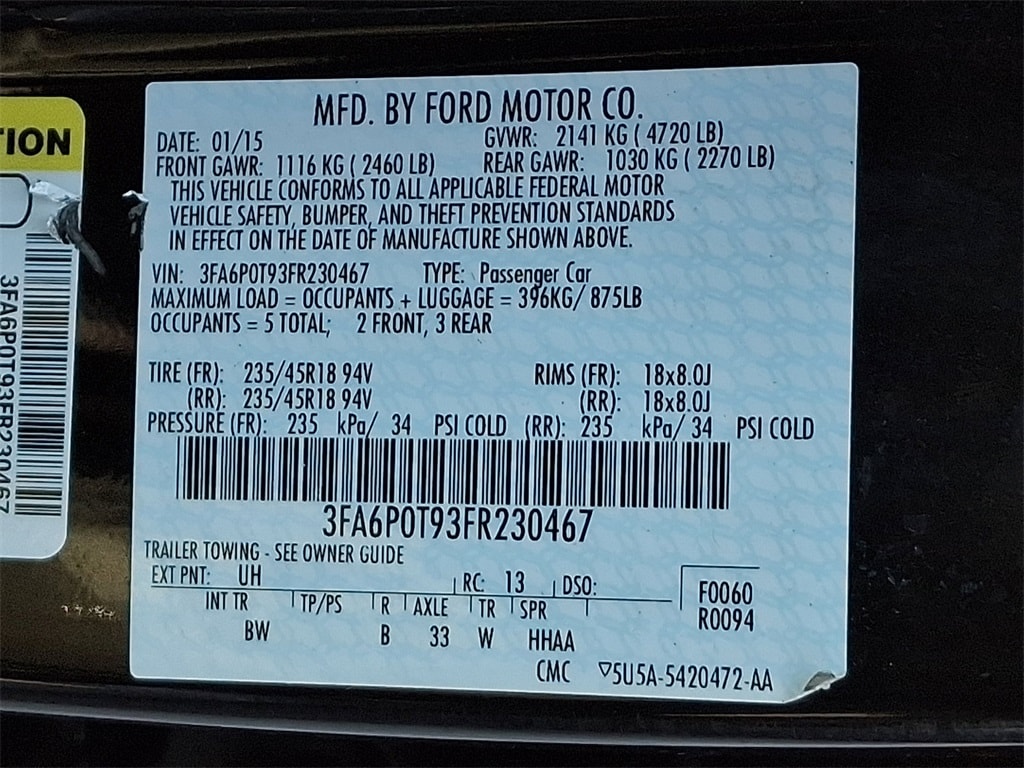 MFD. BY FORD MOTOR CO.
DATE: 01/15 GVWR: 2141 KG ( 4720 LB)
FRONT GAWR: 1116 KG ( 2460 LB) REAR GAWR: 1030 KG ( 2270 LB)
THIS VEHICLE CONFORMS TO ALL APPLICABLE FEDERAL MOTOR
VEHICLE SAFETY, BUMPER, AND THEFT PREVENTION STANDARDS
IN EFFECT ON THE DATE OF MANUFACTURE SHOWN ABOVE.
VIN: 3FA6P0T93FR230467 TYPE: Passenger Car
MAXIMUM LOAD = OCCUPANTS + LUGGAGE = 396KG/ 875LB
OCCUPANTS = 5 TOTAL; 2 FRONT, 3 REAR
TIRE (FR): 235/45R18 94V RIMS (FR): 18x8.0J
(RR): 235/45R18 94V (RR): 18x8.0J
PRESSURE (FR): 235 kPa/ 34 PSI COLD (RR): 235 kPa/ 34 PSI COLD
3FA6P0T93FR230467
TRAILER TOWING - SEE OWNER GUIDE
EXT PNT: UH RC: 13 DSO: F0060
INT TR TP/PS R AXLE TR SPR R0094
BW B 33 W HHAA
CMC ▽5U5A-5420472-AA
TION
3FA6P0T93FR230467